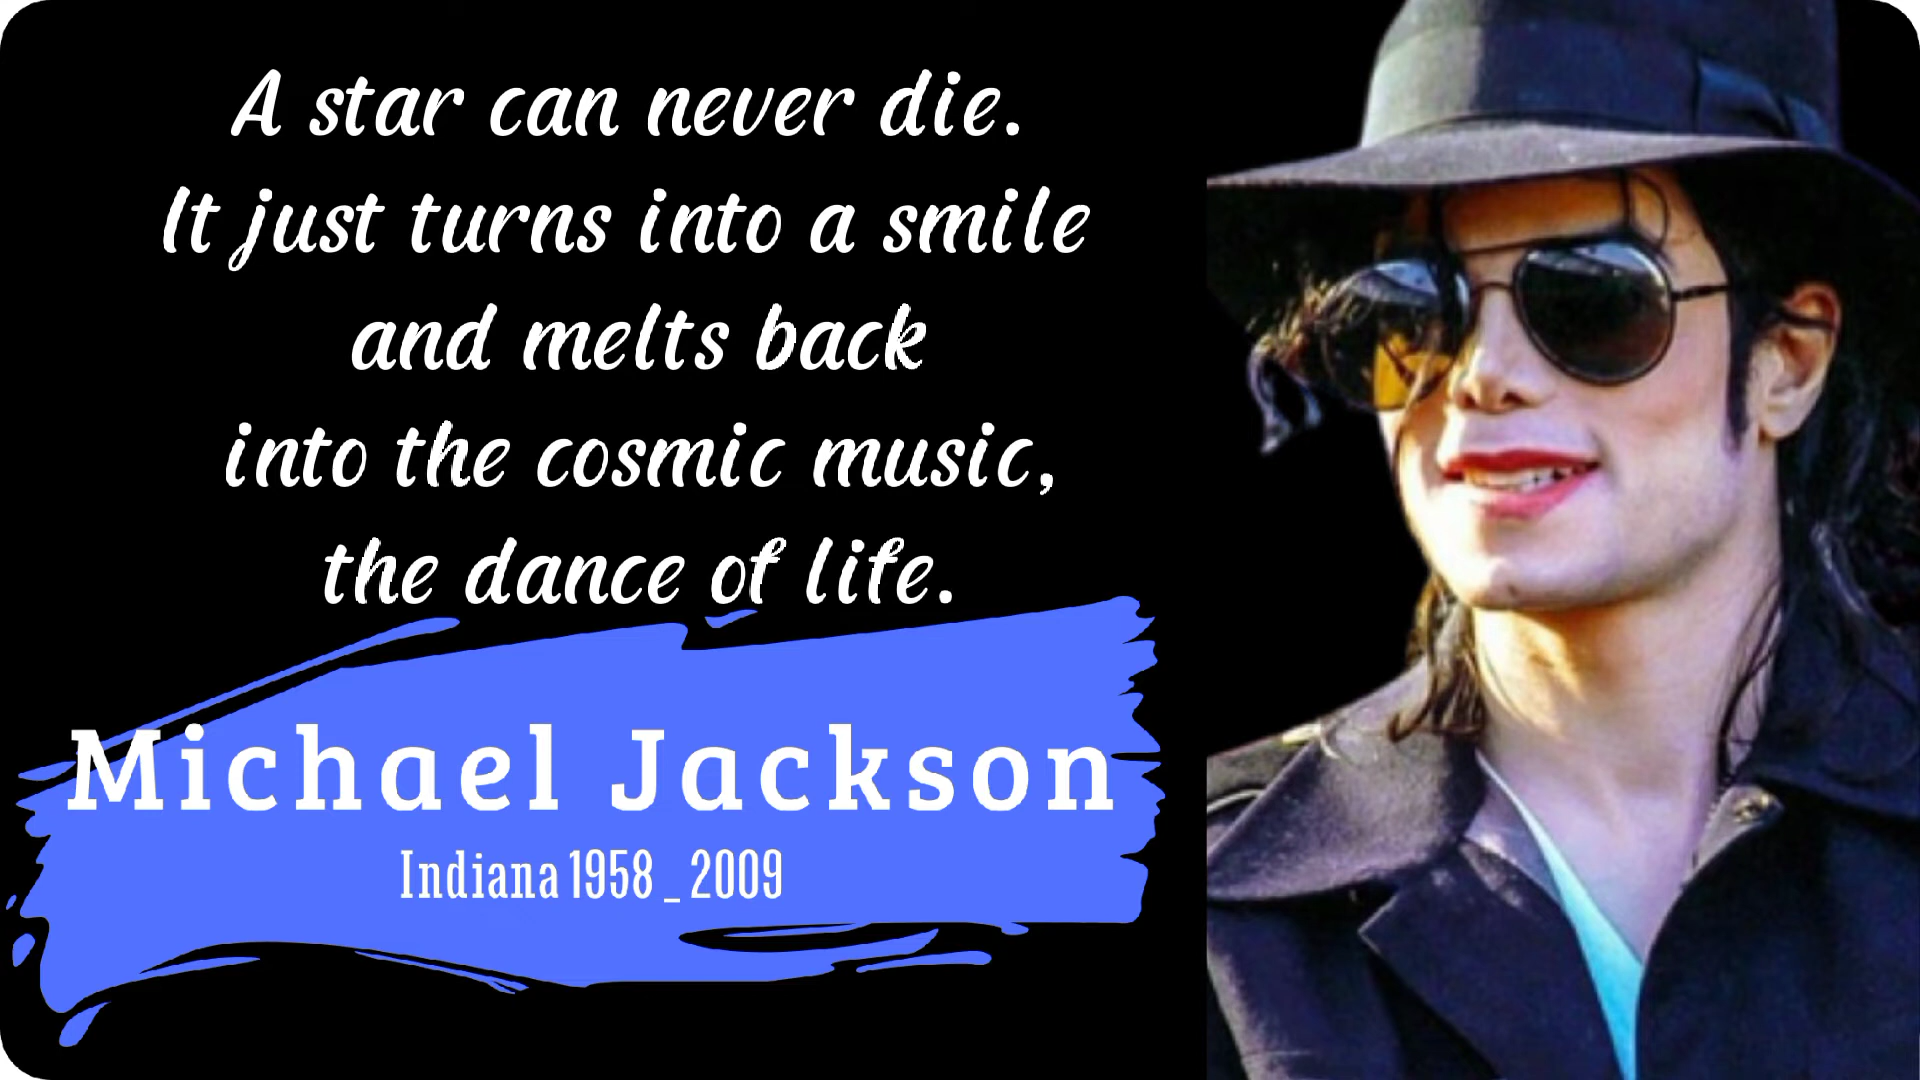 A star can never die.
It just turns into a smile
and melts back
into the cosmic music,
the dance of life.
Michael Jackson
Indiana 1958 _ 2009